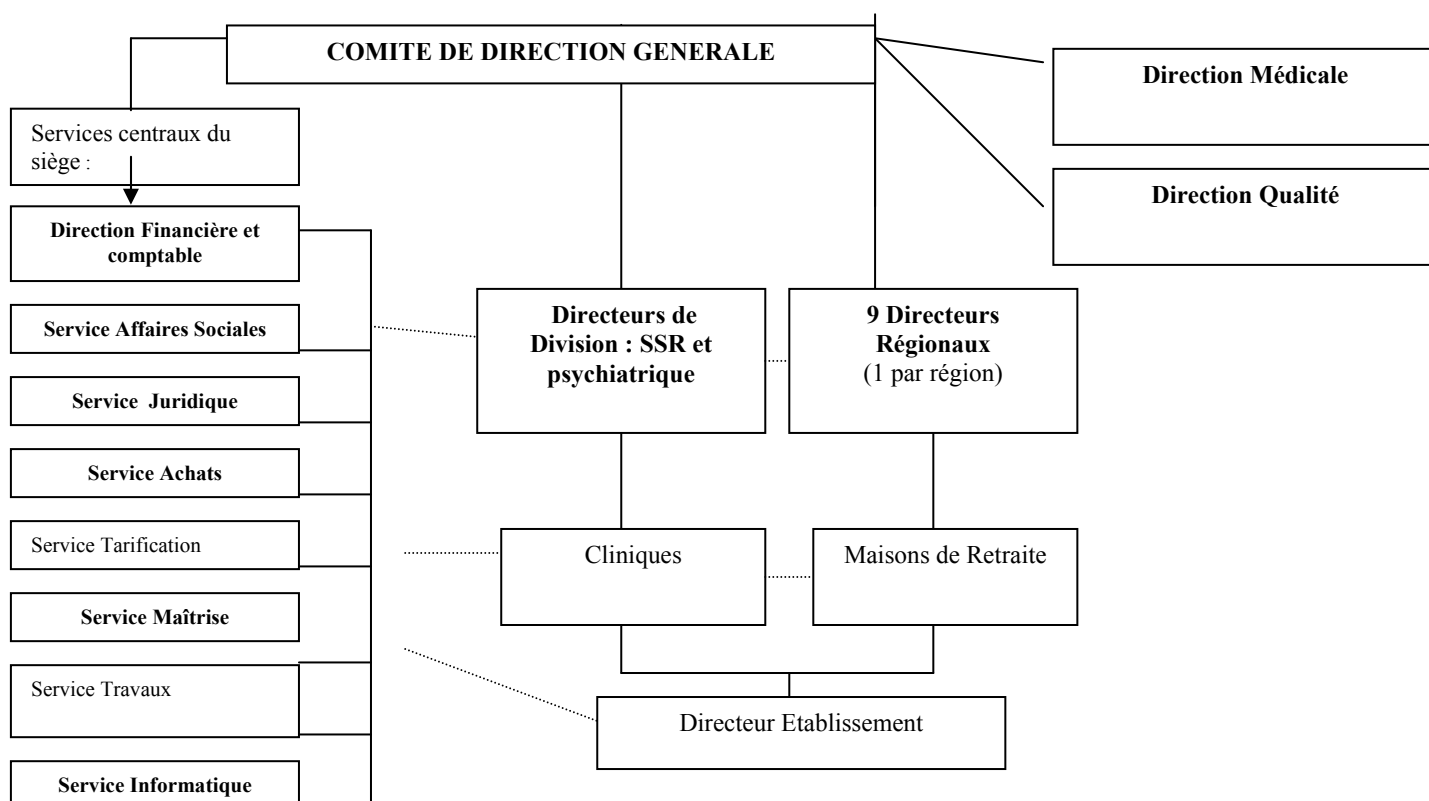 COMITE DE DIRECTION GENERALE
Direction Médicale
Services centraux du
siège :
Direction Qualité
Direction Financière et
comptable
Service Affaires Sociales
Service Juridique
Service Achats
Service Tarification
Service Maîtrise
Service Travaux
Service Informatique
Directeurs de
Division : SSR et
psychiatrique
9 Directeurs
Régionaux
(1 par région)
Cliniques
Maisons de Retraite
Directeur Etablissement